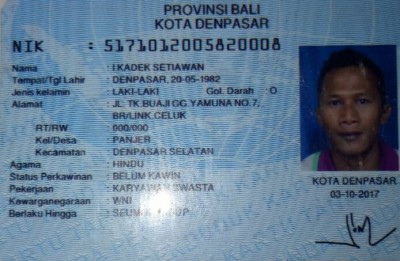 PROVINSI BALI
KOTA DENPASAR
NIK : 5171012005820008
Nama : I KADEK SETIAWAN
Tempat/Tgl Lahir : DENPASAR, 20-05-1982
Jenis kelamin : LAKI-LAKI Gol. Darah : O
Alamat : JL. TK.BUAJI GG.YAMUNA NO.7,
BR/LINK.CELUK
RT/RW : 000/000
Kel/Desa : PANJER
Kecamatan : DENPASAR SELATAN
Agama : HINDU
Status Perkawinan : BELUM KAWIN
Pekerjaan : KARYAWAN SWASTA
Kewarganegaraan : WNI
Berlaku Hingga :
KOTA DENPASAR
03-10-2017